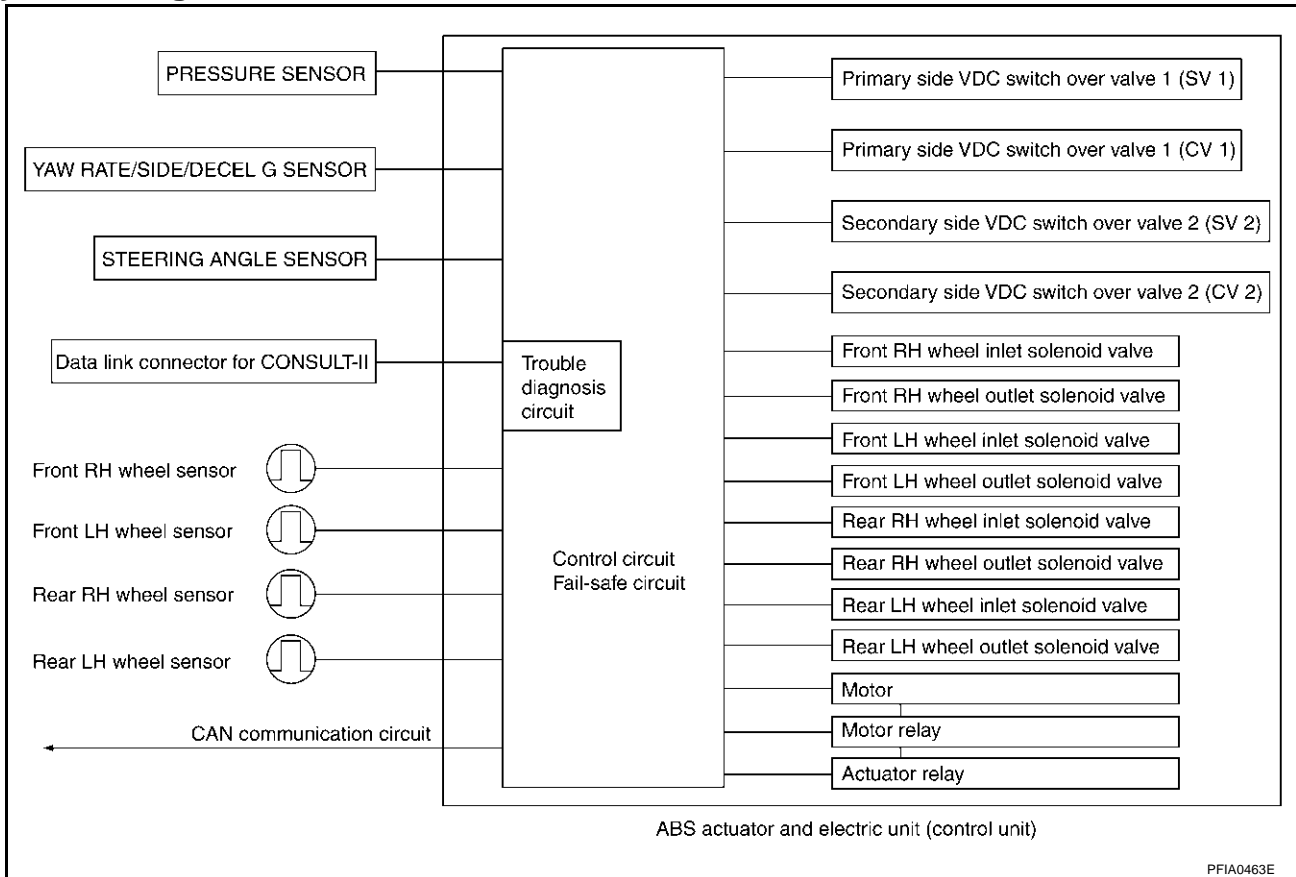 PRESSURE SENSOR
YAW RATE/SIDE/DECEL G SENSOR
STEERING ANGLE SENSOR
Data link connector for CONSULT-II
Front RH wheel sensor
Front LH wheel sensor
Rear RH wheel sensor
Rear LH wheel sensor
CAN communication circuit
Trouble
diagnosis
circuit
Control circuit
Fail-safe circuit
Primary side VDC switch over valve 1 (SV 1)
Primary side VDC switch over valve 1 (CV 1)
Secondary side VDC switch over valve 2 (SV 2)
Secondary side VDC switch over valve 2 (CV 2)
Front RH wheel inlet solenoid valve
Front RH wheel outlet solenoid valve
Front LH wheel inlet solenoid valve
Front LH wheel outlet solenoid valve
Rear RH wheel inlet solenoid valve
Rear RH wheel outlet solenoid valve
Rear LH wheel inlet solenoid valve
Rear LH wheel outlet solenoid valve
Motor
Motor relay
Actuator relay
ABS actuator and electric unit (control unit)
PFIA0463E